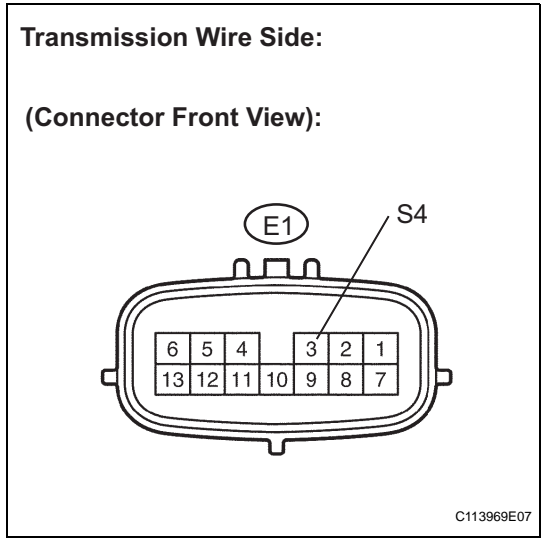 Transmission Wire Side:
(Connector Front View):
E1
S4
6 5 4 3 2 1
13 12 11 10 9 8 7
C113969E07